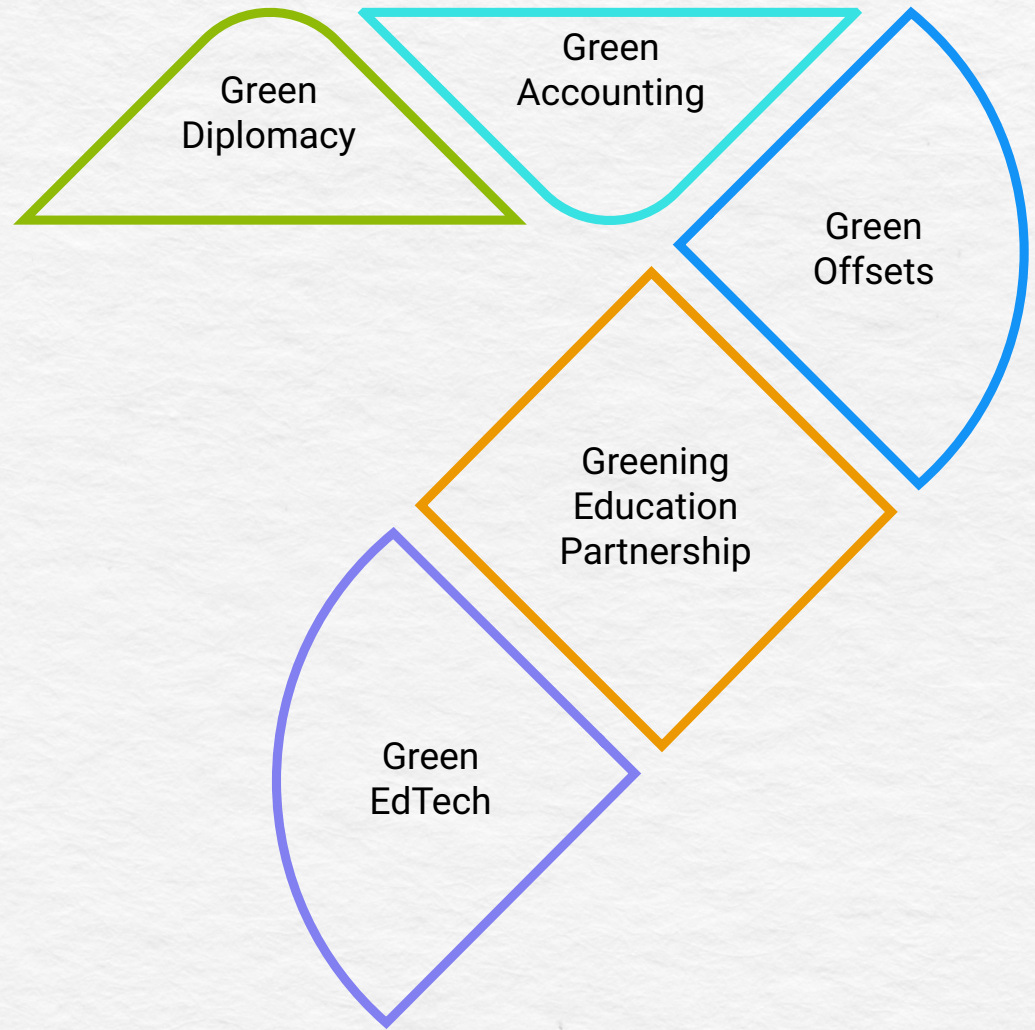 Green
Diplomacy
Green
Accounting
Green
Offsets
Greening
Education
Partnership
Green
EdTech